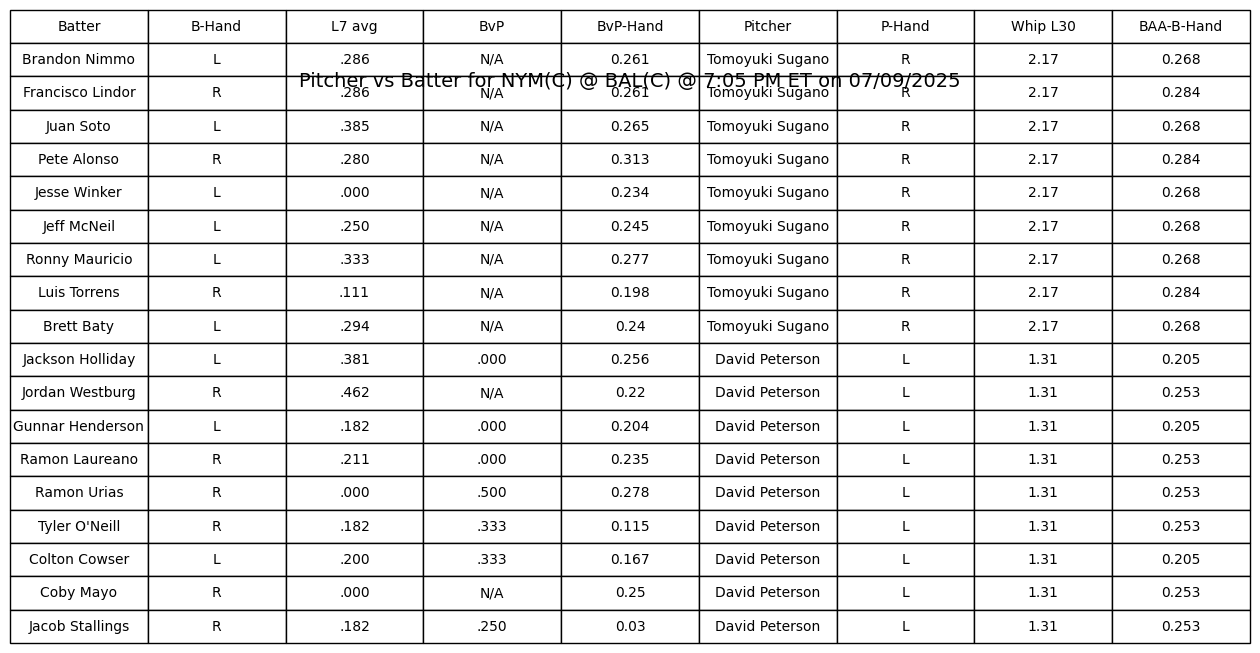 Batter B-Hand L7 avg BvP BvP-Hand Pitcher P-Hand Whip L30 BAA-B-Hand
Brandon Nimmo L .286 N/A 0.261 Tomoyuki Sugano R 2.17 0.268
Pitcher vs Batter for NYM(C) @ BAL(C) @ 7:05 PM ET on 07/09/2025
Francisco Lindor R .286 N/A 0.261 Tomoyuki Sugano R 2.17 0.284
Juan Soto L .385 N/A 0.265 Tomoyuki Sugano R 2.17 0.268
Pete Alonso R .280 N/A 0.313 Tomoyuki Sugano R 2.17 0.284
Jesse Winker L .000 N/A 0.234 Tomoyuki Sugano R 2.17 0.268
Jeff McNeil L .250 N/A 0.245 Tomoyuki Sugano R 2.17 0.268
Ronny Mauricio L .333 N/A 0.277 Tomoyuki Sugano R 2.17 0.268
Luis Torrens R .111 N/A 0.198 Tomoyuki Sugano R 2.17 0.284
Brett Baty L .294 N/A 0.24 Tomoyuki Sugano R 2.17 0.268
Jackson Holliday L .381 .000 0.256 David Peterson L 1.31 0.205
Jordan Westburg R .462 N/A 0.22 David Peterson L 1.31 0.253
Gunnar Henderson L .182 .000 0.204 David Peterson L 1.31 0.205
Ramon Laureano R .211 .000 0.235 David Peterson L 1.31 0.253
Ramon Urias R .000 .500 0.278 David Peterson L 1.31 0.253
Tyler O'Neill R .182 .333 0.115 David Peterson L 1.31 0.253
Colton Cowser L .200 .333 0.167 David Peterson L 1.31 0.205
Coby Mayo R .000 N/A 0.25 David Peterson L 1.31 0.253
Jacob Stallings R .182 .250 0.03 David Peterson L 1.31 0.253